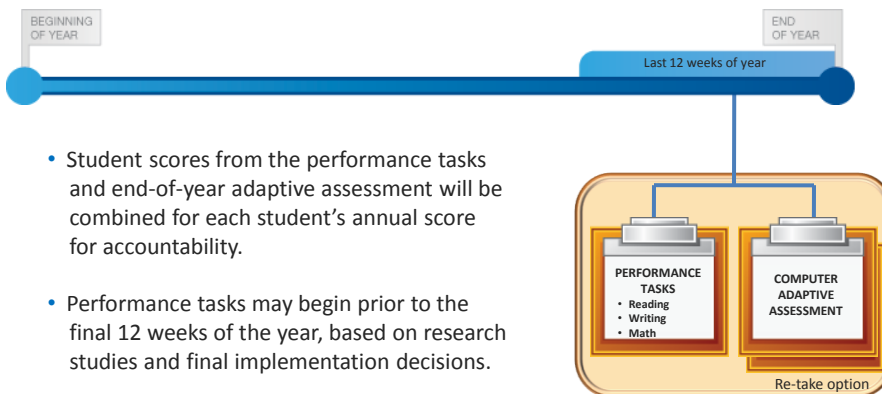 BEGINNING
OF YEAR
END
OF YEAR
Last 12 weeks of year
• Student scores from the performance tasks
and end-of-year adaptive assessment will be
combined for each student's annual score
for accountability.
• Performance tasks may begin prior to the
final 12 weeks of the year, based on research
studies and final implementation decisions.
PERFORMANCE
TASKS
• Reading
• Writing
• Math
COMPUTER
ADAPTIVE
ASSESSMENT
Re-take option